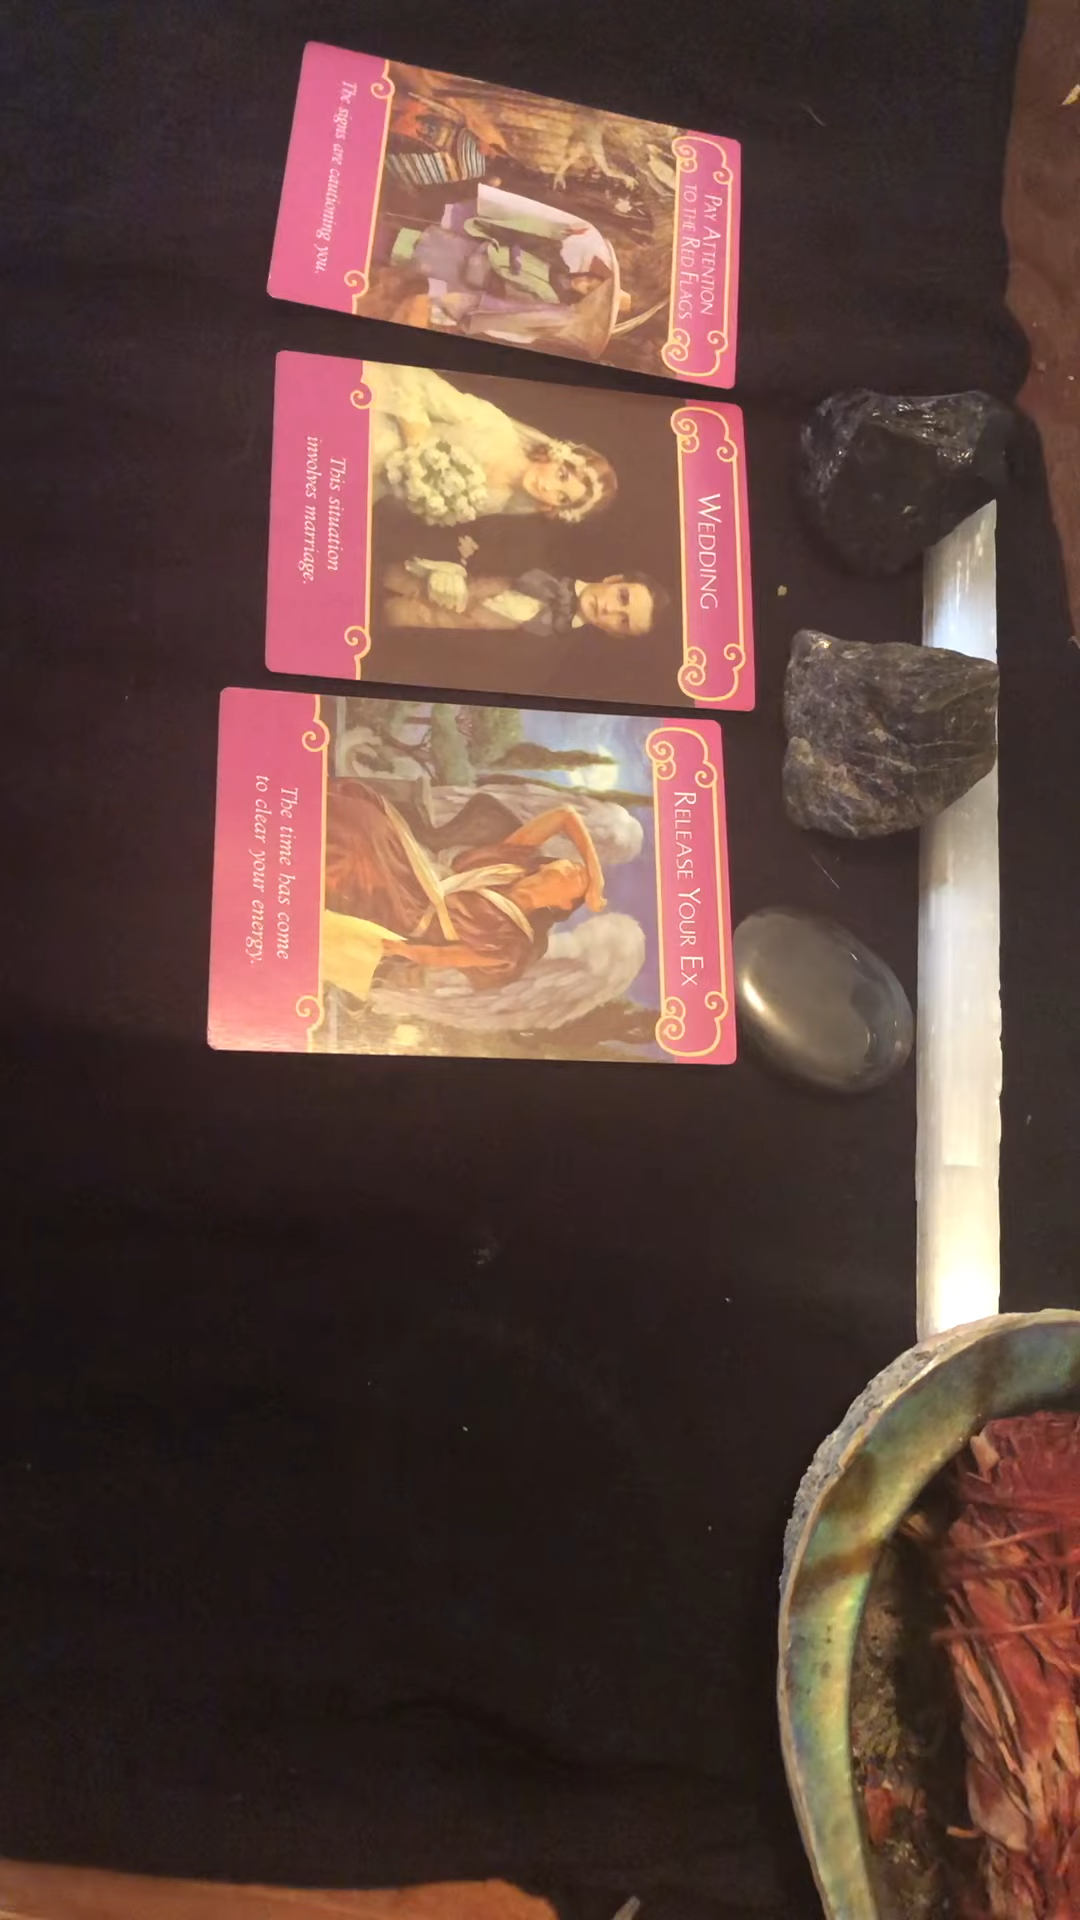 PAY ATTENTION
TO THE RED FLAGS
The signs are cautioning you.
WEDDING
This situation
involves marriage.
RELEASE YOUR EX
The time has come
to clear your energy.